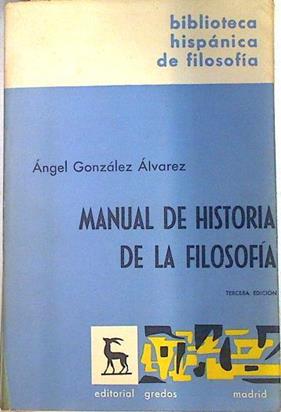 biblioteca
hispánica
de filosofía
Ángel González Álvarez
MANUAL DE HISTORIA
DE LA FILOSOFÍA
TERCERA EDICIÓN
editorial gredos madrid